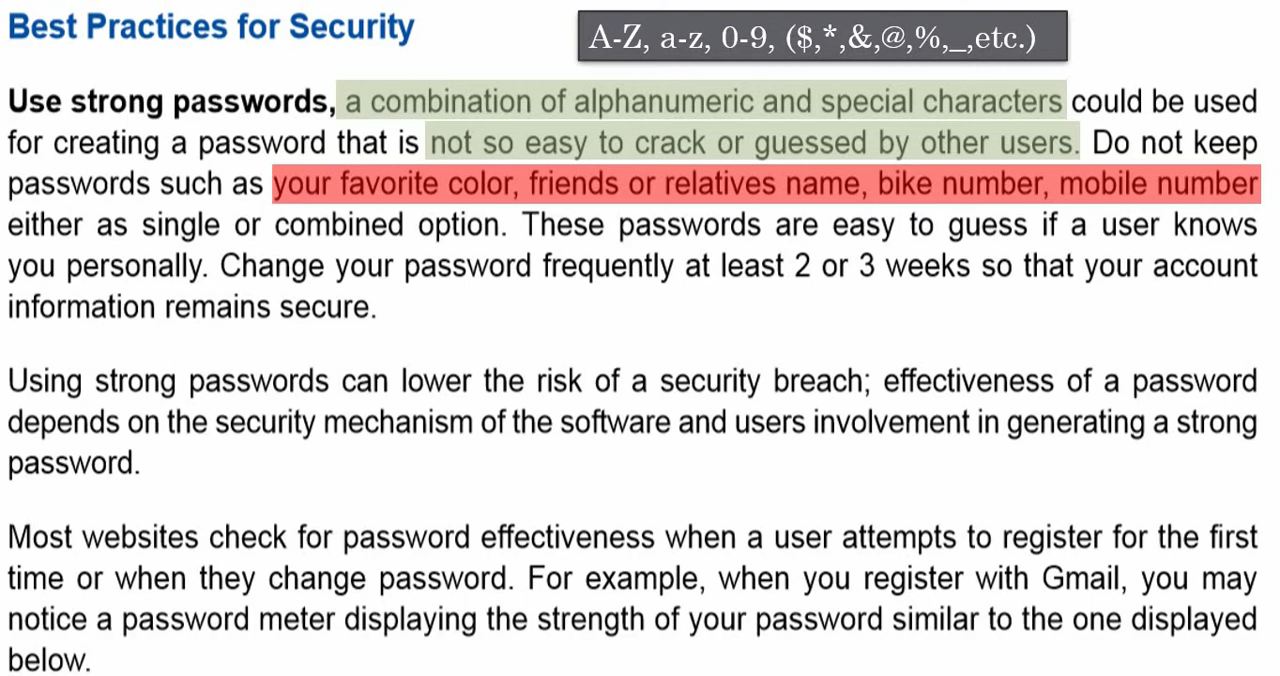 Best Practices for Security
A-Z, a-z, 0-9, ($,*,&,@,%,_,etc.)
Use strong passwords, a combination of alphanumeric and special characters could be used
for creating a password that is not so easy to crack or guessed by other users. Do not keep
passwords such as your favorite color, friends or relatives name, bike number, mobile number
either as single or combined option. These passwords are easy to guess if a user knows
you personally. Change your password frequently at least 2 or 3 weeks so that your account
information remains secure.
Using strong passwords can lower the risk of a security breach; effectiveness of a password
depends on the security mechanism of the software and users involvement in generating a strong
password.
Most websites check for password effectiveness when a user attempts to register for the first
time or when they change password. For example, when you register with Gmail, you may
notice a password meter displaying the strength of your password similar to the one displayed
below.